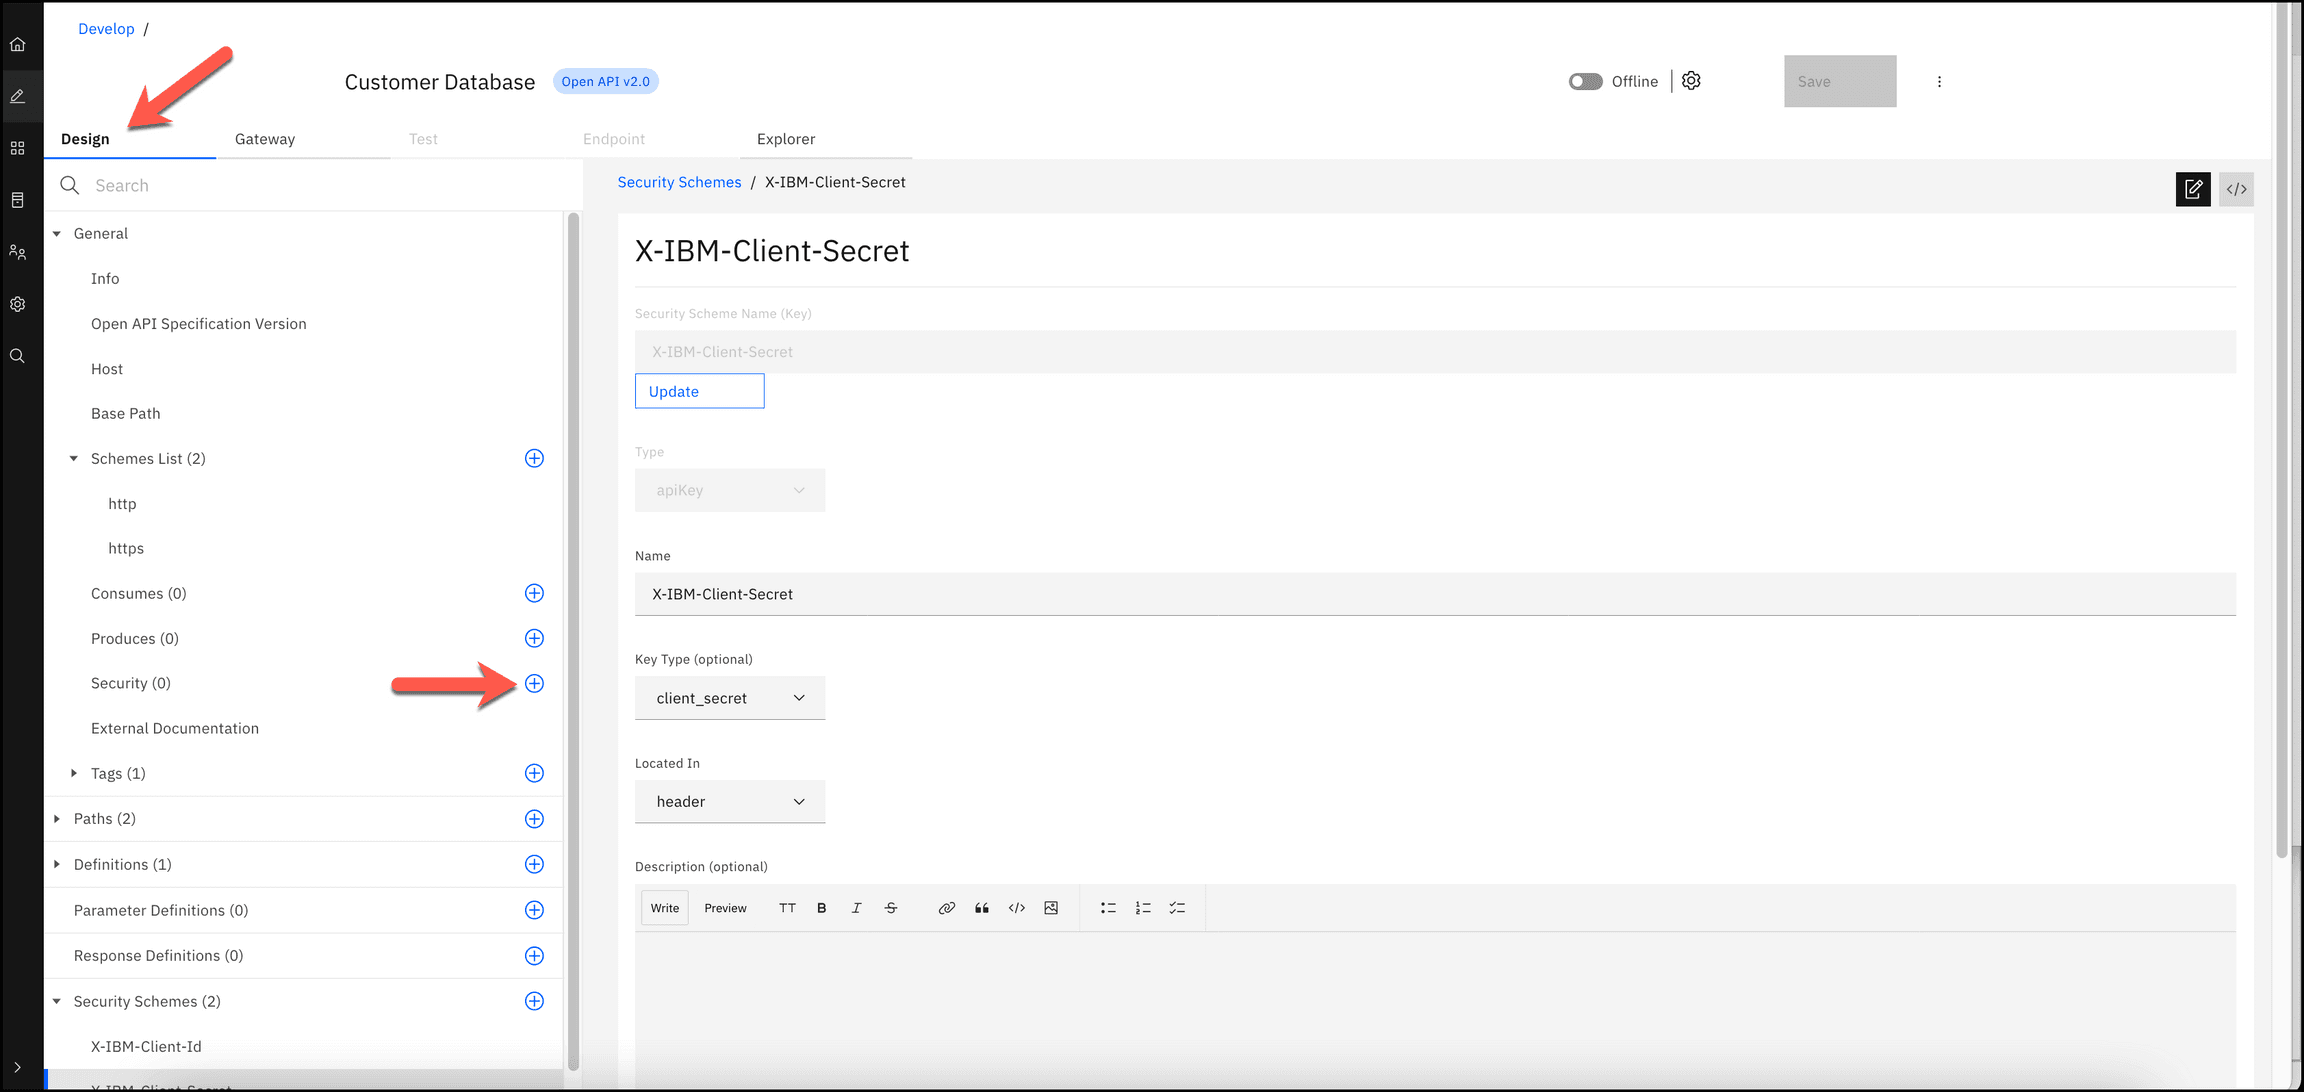 Develop /
Customer Database
Open API v2.0
Offline
Save
Design
Gateway
Test
Endpoint
Explorer
Search
General
Info
Open API Specification Version
Host
Base Path
Schemes List (2)
http
https
Consumes (0)
Produces (0)
Security (0)
External Documentation
Tags (1)
Paths (2)
Definitions (1)
Parameter Definitions (0)
Response Definitions (0)
Security Schemes (2)
X-IBM-Client-Id
X-IBM-Client-Secret
Security Schemes / X-IBM-Client-Secret
X-IBM-Client-Secret
Security Scheme Name (Key)
X-IBM-Client-Secret
Update
Type
apiKey
Name
X-IBM-Client-Secret
Key Type (optional)
client_secret
Located In
header
Description (optional)
Write
Preview
TT B I S